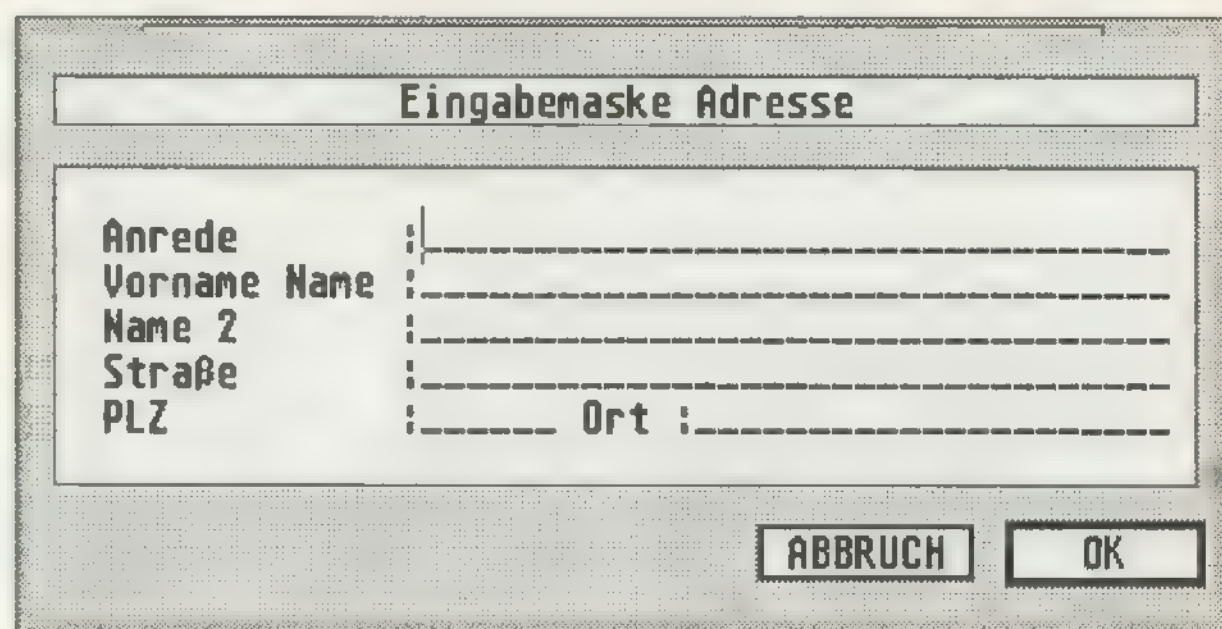 Eingabemaske Adresse
Anrede :
Vorname Name :
Name 2 :
Straße :
PLZ : Ort :
ABBRUCH OK